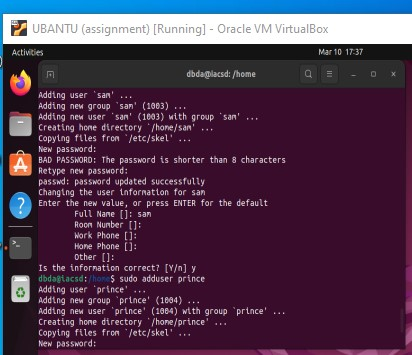 UBANTU (assignment) [Running] - Oracle VM VirtualBox
Activities
Mar 10 17:37
dbda@iacsd: /home
Adding user `sam' ...
Adding new group `sam' (1003) ...
Adding new user `sam' (1003) with group `sam' ...
Creating home directory `/home/sam' ...
Copying files from `/etc/skel' ...
New password:
BAD PASSWORD: The password is shorter than 8 characters
Retype new password:
passwd: password updated successfully
Changing the user information for sam
Enter the new value, or press ENTER for the default
Full Name []: sam
Room Number []:
Work Phone []:
Home Phone []:
Other []:
Is the information correct? [Y/n] y
dbda@iacsd:/home$ sudo adduser prince
Adding user `prince' ...
Adding new group `prince' (1004) ...
Adding new user `prince' (1004) with group `prince' ...
Creating home directory `/home/prince' ...
Copying files from `/etc/skel' ...
New password: